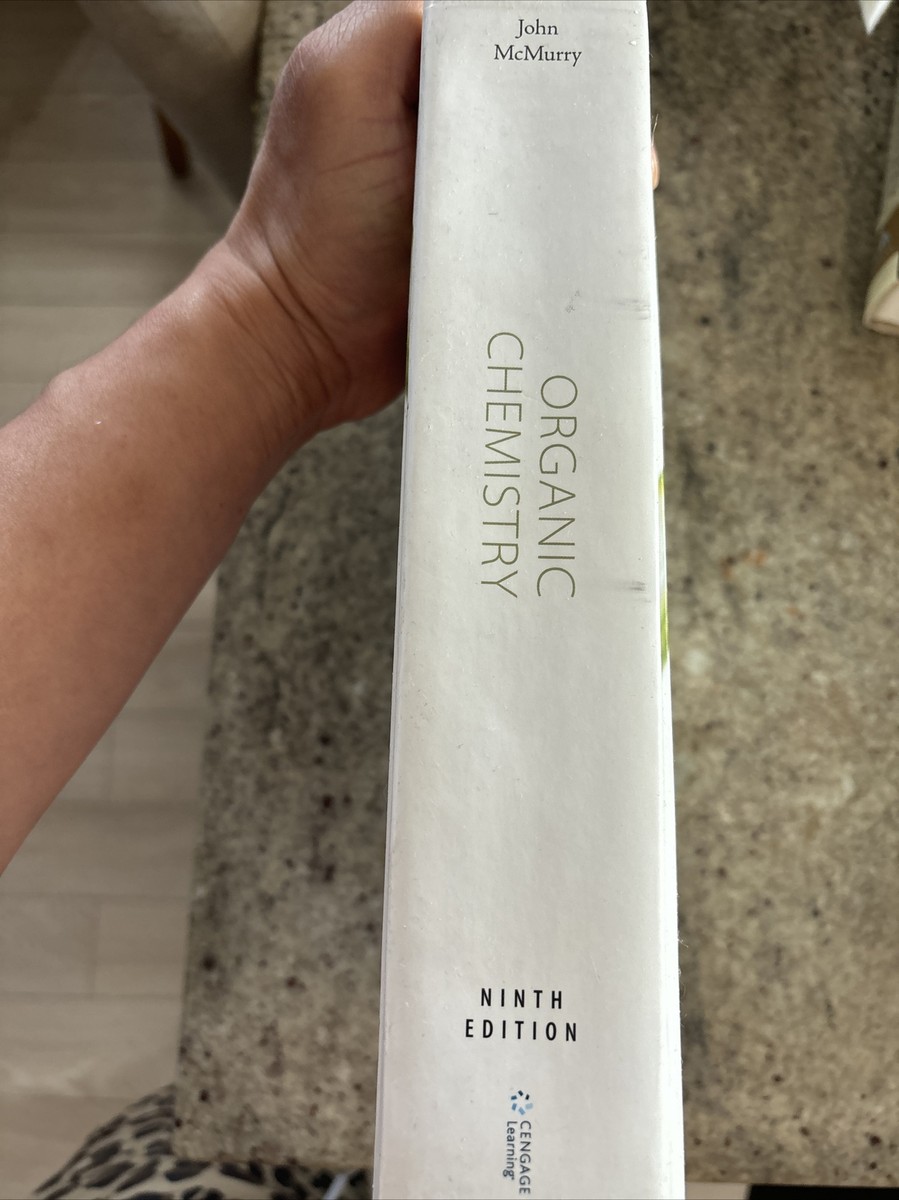 John
McMurry
ORGANIC
CHEMISTRY
NINTH
EDITION
CENGAGE
Learning®